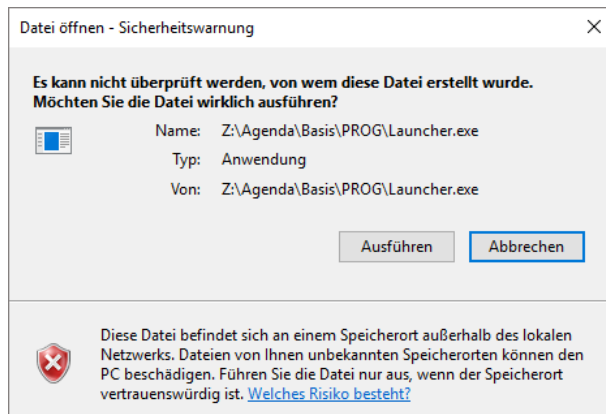 Datei öffnen - Sicherheitswarnung
Es kann nicht überprüft werden, von wem diese Datei erstellt wurde.
Möchten Sie die Datei wirklich ausführen?
Name: Z:\Agenda\Basis\PROG\Launcher.exe
Typ: Anwendung
Von: Z:\Agenda\Basis\PROG\Launcher.exe
Ausführen Abbrechen
Diese Datei befindet sich an einem Speicherort außerhalb des lokalen
Netzwerks. Dateien von Ihnen unbekannten Speicherorten können den
PC beschädigen. Führen Sie die Datei nur aus, wenn der Speicherort
vertrauenswürdig ist. Welches Risiko besteht?